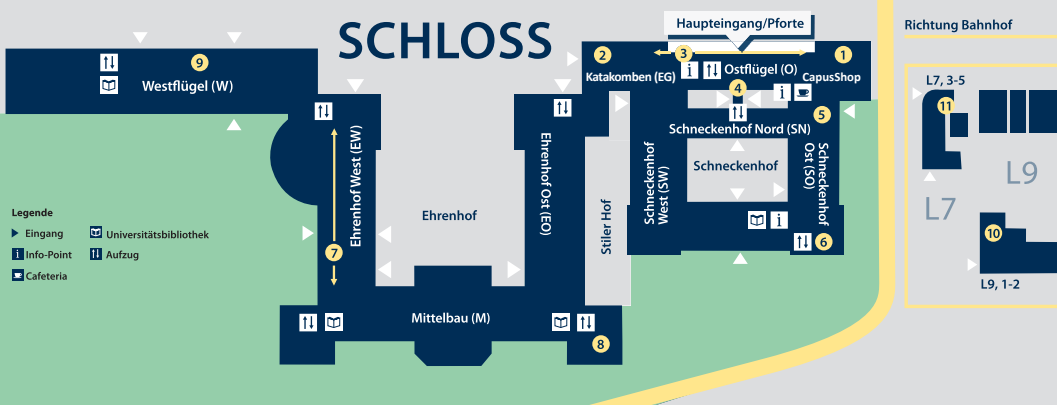 SCHLOSS
Haupteingang/Pforte
Richtung Bahnhof
9
Westflügel (W)
2
3
1
Katakomben (EG)
i
Ostflügel (O)
CapusShop
4
i
5
Schneckenhof Nord (SN)
L7, 3-5
11
Ehrenhof West (EW)
Ehrenhof Ost (EO)
Schneckenhof
West (SW)
Schneckenhof
Schneckenhof
Ost (SO)
L9
L7
Legende
Eingang
Universitätsbibliothek
i Info-Point
Aufzug
Cafeteria
Ehrenhof
Stiler Hof
i
6
7
10
L9, 1-2
Mittelbau (M)
8